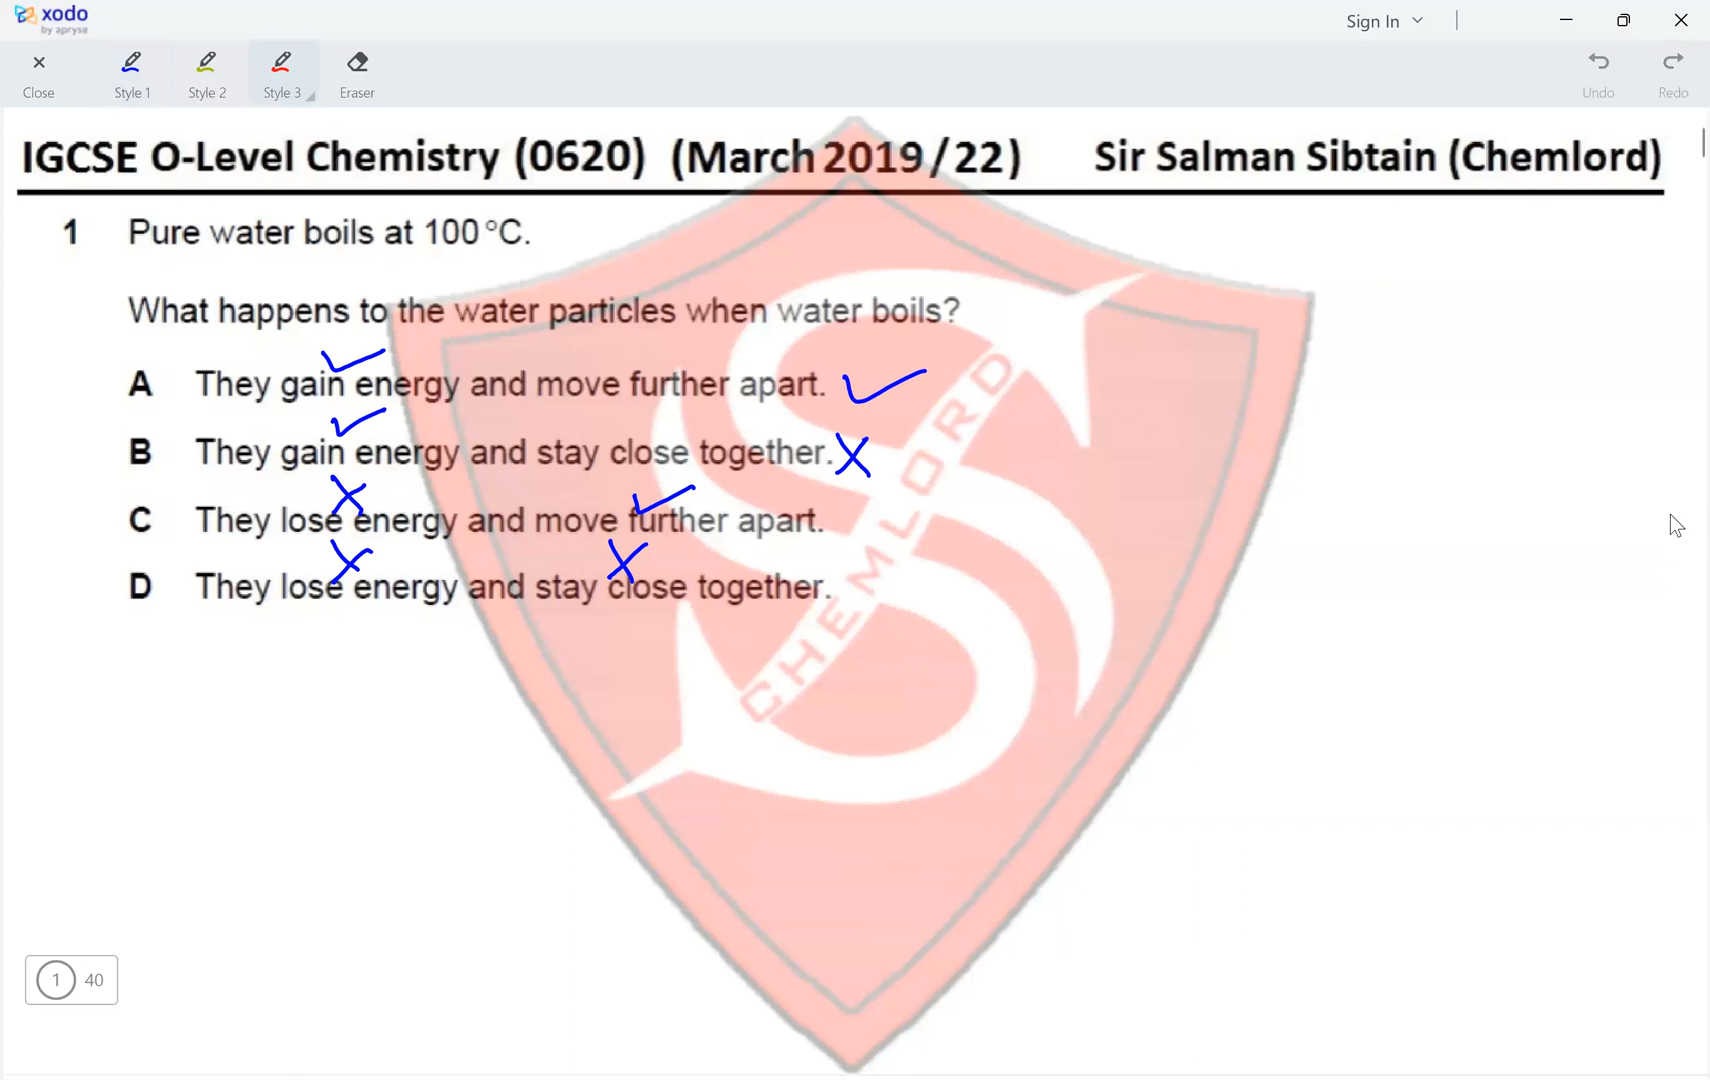 xodo
by apryse
Sign In
Close
Style 1
Style 2
Style 3
Eraser
Undo
Redo
IGCSE O-Level Chemistry (0620) (March 2019/22) Sir Salman Sibtain (Chemlord)
1 Pure water boils at 100 °C.
What happens to the water particles when water boils?
A They gain energy and move further apart.
B They gain energy and stay close together.
C They lose energy and move further apart.
D They lose energy and stay close together.
CHEMLORD
1 40